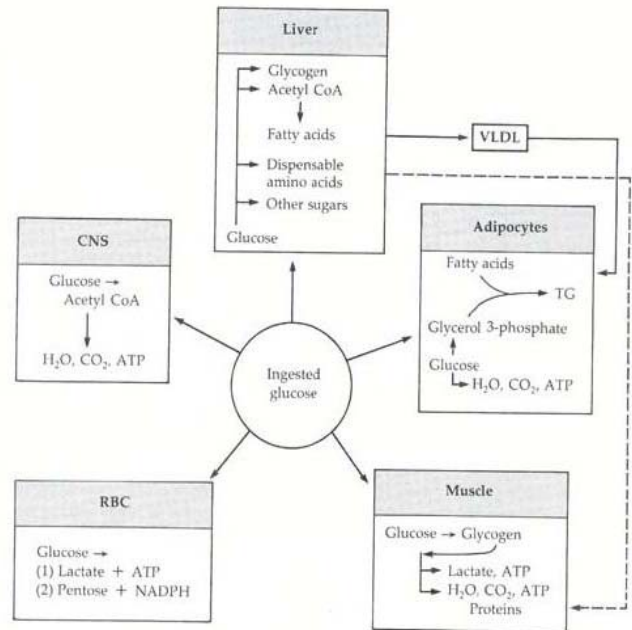 Liver
Glycogen
Acetyl CoA
Fatty acids
Dispensable
amino acids
Other sugars
Glucose
VLDL
CNS
Glucose →
Acetyl CoA
H₂O, CO₂, ATP
Adipocytes
Fatty acids
TG
Glycerol 3-phosphate
Glucose
H₂O, CO₂, ATP
Ingested
glucose
RBC
Glucose →
(1) Lactate + ATP
(2) Pentose + NADPH
Muscle
Glucose → Glycogen
Lactate, ATP
H₂O, CO₂, ATP
Proteins